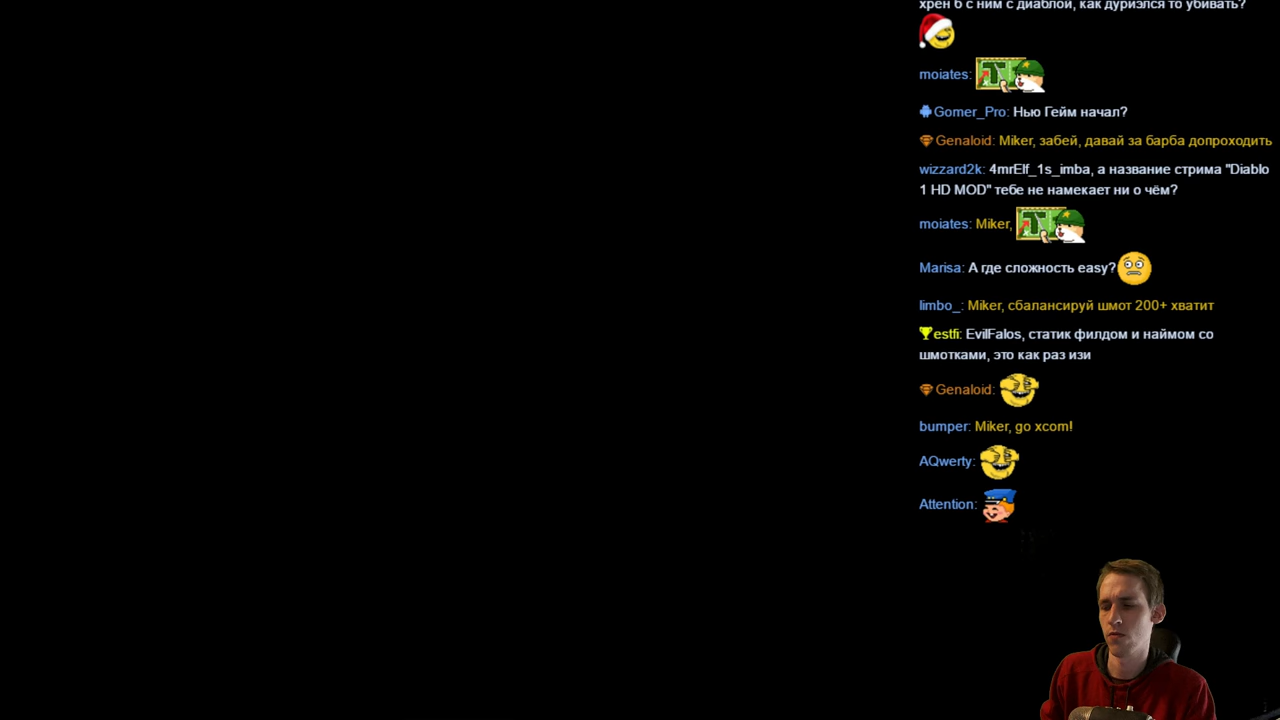 хрен б с ним с диаблой, как дуриэлся то убивать?
moiates:
Gomer_Pro: Нью Гейм начал?
Genaloid: Miker, забей, давай за барба допроходить
wizzard2k: 4mrElf_1s_imba, а название стрима "Diablo
1 HD MOD" тебе не намекает ни о чём?
moiates: Miker,
Marisa: А где сложность easy?
limbo_: Miker, сбалансируй шмот 200+ хватит
estfi: EvilFalos, статик филдом и наймом со
шмотками, это как раз изи
Genaloid:
bumper: Miker, go xcom!
AQwerty:
Attention: